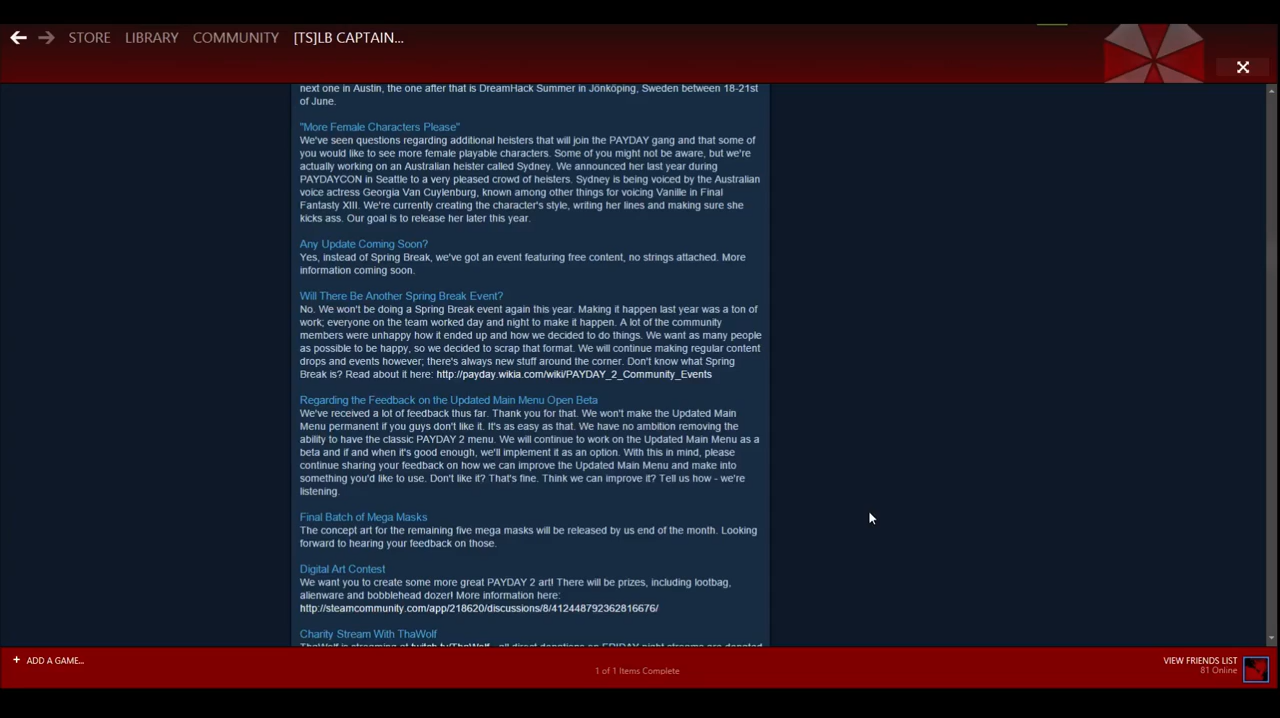 STORE LIBRARY COMMUNITY [TS]LB CAPTAIN...
next one in Austin, the one after that is DreamHack Summer in Jönköping, Sweden between 18-21st
of June.
"More Female Characters Please"
We've seen questions regarding additional heisters that will join the PAYDAY gang and that some of
you would like to see more female playable characters. Some of you might not be aware, but we're
actually working on an Australian heister called Sydney. We announced her last year during
PAYDAYCON in Seattle to a very pleased crowd of heisters. Sydney is being voiced by the Australian
voice actress Georgia Van Cuylenburg, known among other things for voicing Vanille in Final
Fantasy XIII. We're currently creating the character's style, writing her lines and making sure she
kicks ass. Our goal is to release her later this year.
Any Update Coming Soon?
Yes, instead of Spring Break, we've got an event featuring free content, no strings attached. More
information coming soon.
Will There Be Another Spring Break Event?
No. We won't be doing a Spring Break event again this year. Making it happen last year was a ton of
work; everyone on the team worked day and night to make it happen. A lot of the community
members were unhappy how it ended up and how we decided to do things. We want as many people
as possible to be happy, so we decided to scrap that format. We will continue making regular content
drops and events however; there's always new stuff around the corner. Don't know what Spring
Break is? Read about it here: http://payday.wikia.com/wiki/PAYDAY_2_Community_Events
Regarding the Feedback on the Updated Main Menu Open Beta
We've received a lot of feedback thus far. Thank you for that. We won't make the Updated Main
Menu permanent if you guys don't like it. It's as easy as that. We have no ambition removing the
ability to have the classic PAYDAY 2 menu. We will continue to work on the Updated Main Menu as a
beta and if and when it's good enough, we'll implement it as an option. With this in mind, please
continue sharing your feedback on how we can improve the Updated Main Menu and make into
something you'd like to use. Don't like it? That's fine. Think we can improve it? Tell us how - we're
listening.
Final Batch of Mega Masks
The concept art for the remaining five mega masks will be released by us end of the month. Looking
forward to hearing your feedback on those.
Digital Art Contest
We want you to create some more great PAYDAY 2 art! There will be prizes, including lootbag,
alienware and bobblehead dozer! More information here:
http://steamcommunity.com/app/218620/discussions/8/412448792362816676/
Charity Stream With ThaWolf
ThaWolf is streaming at twitch.tv/ThaWolf - all direct donations on FRIDAY night streams are donated
+ ADD A GAME...
1 of 1 Items Complete
VIEW FRIENDS LIST
81 Online